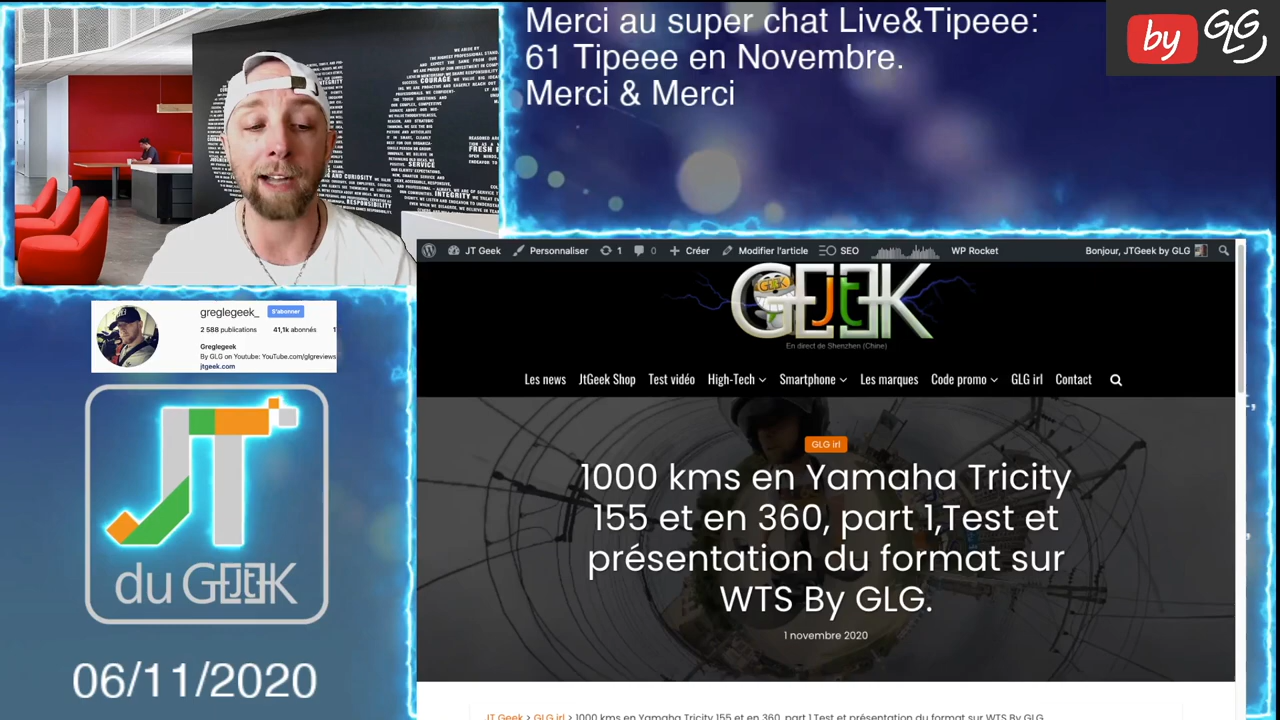 Merci au super chat Live&Tipeee:
61 Tipeee en Novembre.
Merci & Merci
by GLG
COURAGE
SERVICE
INTEGRITY
RESPONSIBILITY
FRESH
greglegeek_ S'abonner
2 588 publications 41,1k abonnés 1
Greglegeek
By GLG on Youtube: YouTube.com/glgreviews
jtgeek.com
JT
du GEEK
06/11/2020
JT Geek Personnaliser 1 0 Créer Modifier l'article SEO WP Rocket Bonjour, JTGeek by GLG
GEEK
En direct de Shenzhen (Chine)
Les news JtGeek Shop Test vidéo High-Tech Smartphone Les marques Code promo GLG irl Contact
GLG irl
1000 kms en Yamaha Tricity
155 et en 360, part 1,Test et
présentation du format sur
WTS By GLG.
1 novembre 2020
JT Geek > GLG irl > 1000 kms en Yamaha Tricity 155 et en 360, part 1,Test et présentation du format sur WTS By GLG.